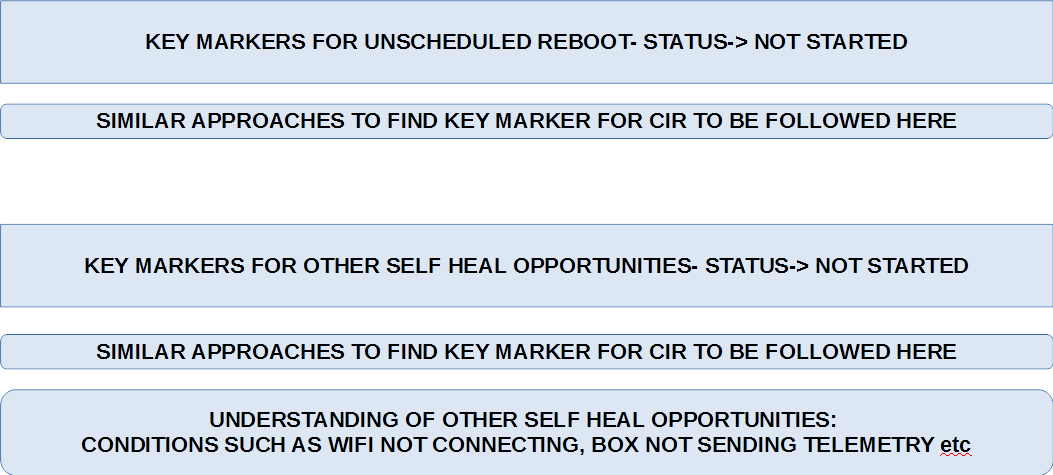 KEY MARKERS FOR UNSCHEDULED REBOOT- STATUS-> NOT STARTED
SIMILAR APPROACHES TO FIND KEY MARKER FOR CIR TO BE FOLLOWED HERE
KEY MARKERS FOR OTHER SELF HEAL OPPORTUNITIES- STATUS-> NOT STARTED
SIMILAR APPROACHES TO FIND KEY MARKER FOR CIR TO BE FOLLOWED HERE
UNDERSTANDING OF OTHER SELF HEAL OPPORTUNITIES:
CONDITIONS SUCH AS WIFI NOT CONNECTING, BOX NOT SENDING TELEMETRY etc